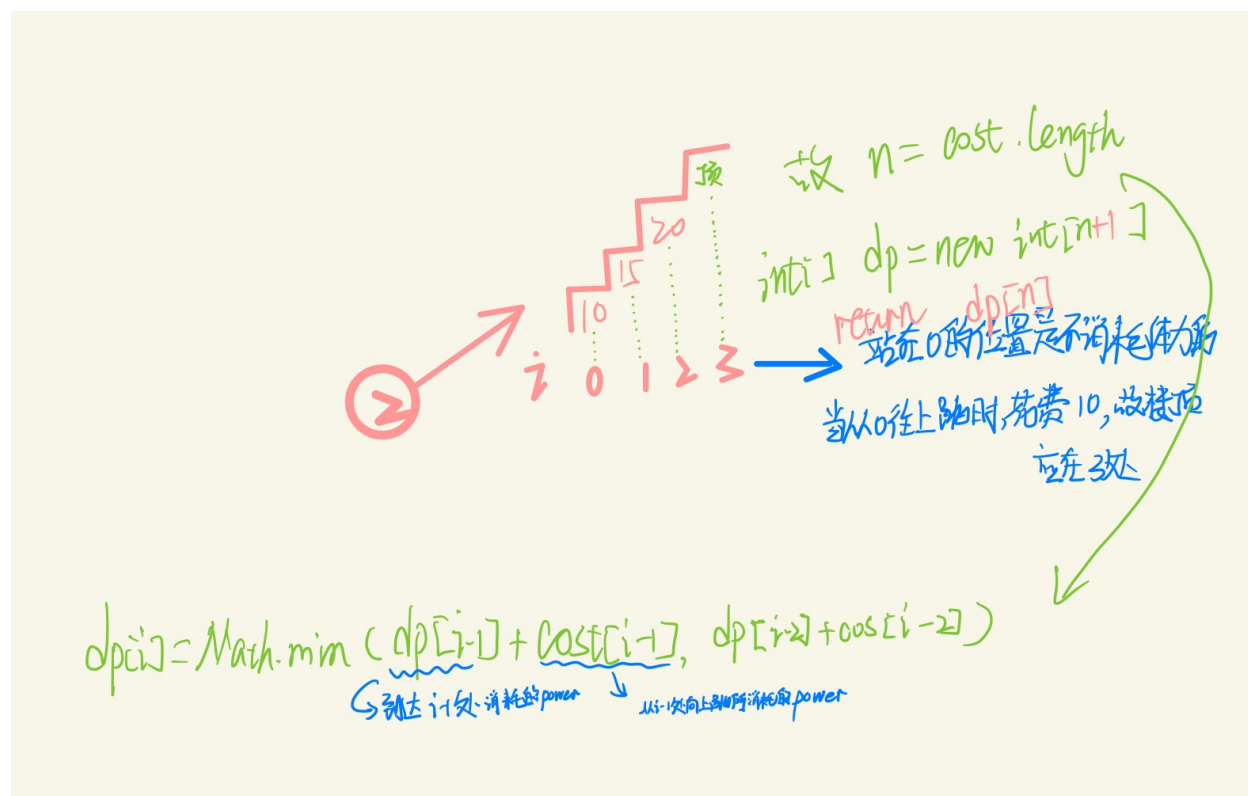 顶
20
15
10
i 0 1 2 3
2
故 n = cost.length
int[] dp = new int[n+1]
return dp[n]
站在0的位置是不消耗体力的
当从0往上跳时,花费10,故楼顶
应在3处
dp[i] = Math.min (dp[i-1] + cost[i-1], dp[i-2] + cos[i-2])
到达i-1处消耗的power
从i-1处向上跳所消耗的power